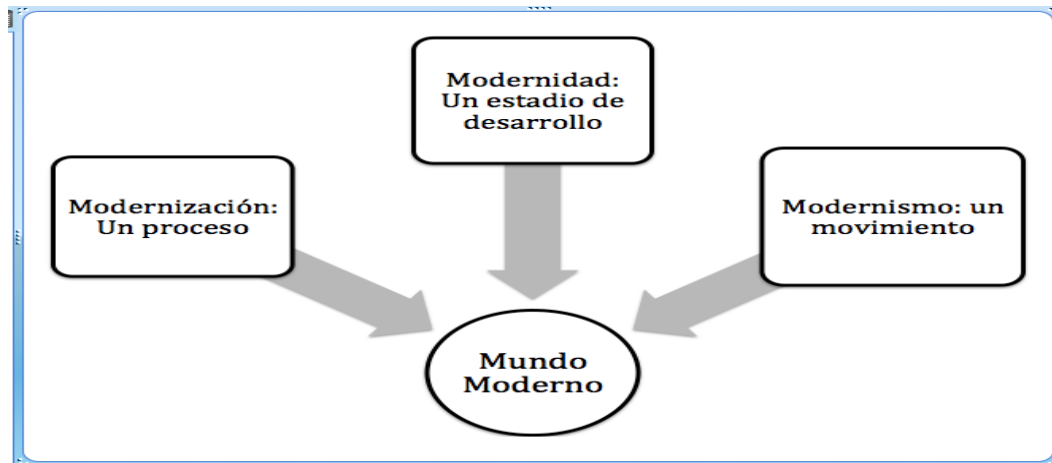 Modernidad:
Un estadio de
desarrollo
Modernización:
Un proceso
Modernismo: un
movimiento
Mundo
Moderno